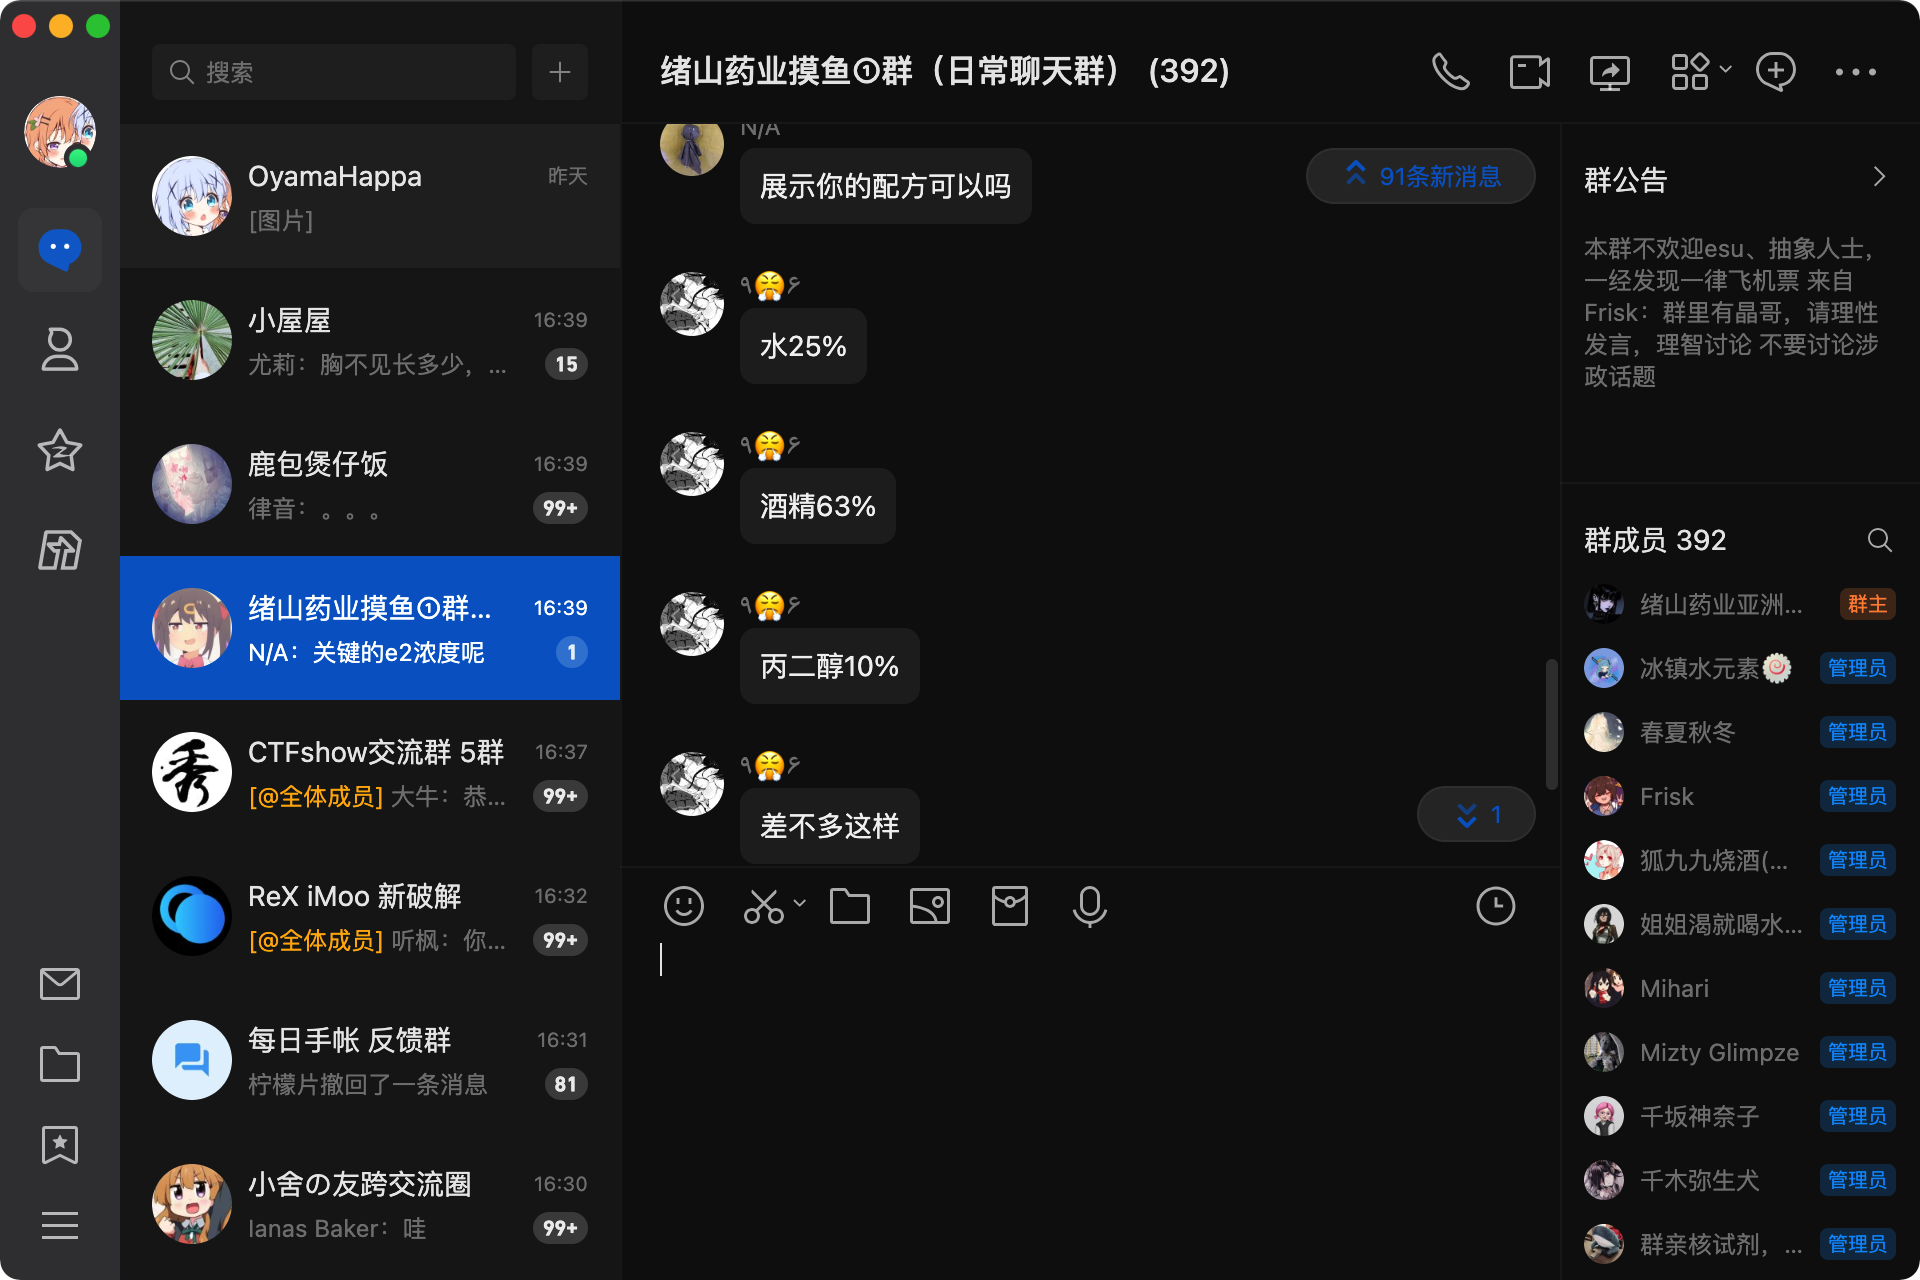 搜索
OyamaHappa
昨天
[图片]
小屋屋
16:39
尤莉：胸不见长多少，...
15
鹿包煲仔饭
16:39
律音：。。。
99+
绪山药业摸鱼①群...
16:39
N/A：关键的e2浓度呢
1
CTFshow交流群 5群
16:37
[@全体成员] 大牛：恭...
99+
ReX iMoo 新破解
16:32
[@全体成员] 听枫：你...
99+
每日手帐 反馈群
16:31
柠檬片撤回了一条消息
81
小舍の友跨交流圈
16:30
Ianas Baker：哇
99+
绪山药业摸鱼①群（日常聊天群） (392)
N/A
展示你的配方可以吗
91条新消息
٩😤۶
水25%
٩😤۶
酒精63%
٩😤۶
丙二醇10%
٩😤۶
差不多这样
1
群公告
本群不欢迎esu、抽象人士，
一经发现一律飞机票 来自
Frisk：群里有晶哥，请理性
发言，理智讨论 不要讨论涉
政话题
群成员 392
绪山药业亚洲...
群主
冰镇水元素🍥
管理员
春夏秋冬
管理员
Frisk
管理员
狐九九烧酒(...
管理员
姐姐渴就喝水...
管理员
Mihari
管理员
Mizty Glimpze
管理员
千坂神奈子
管理员
千木弥生犬
管理员
群亲核试剂，...
管理员